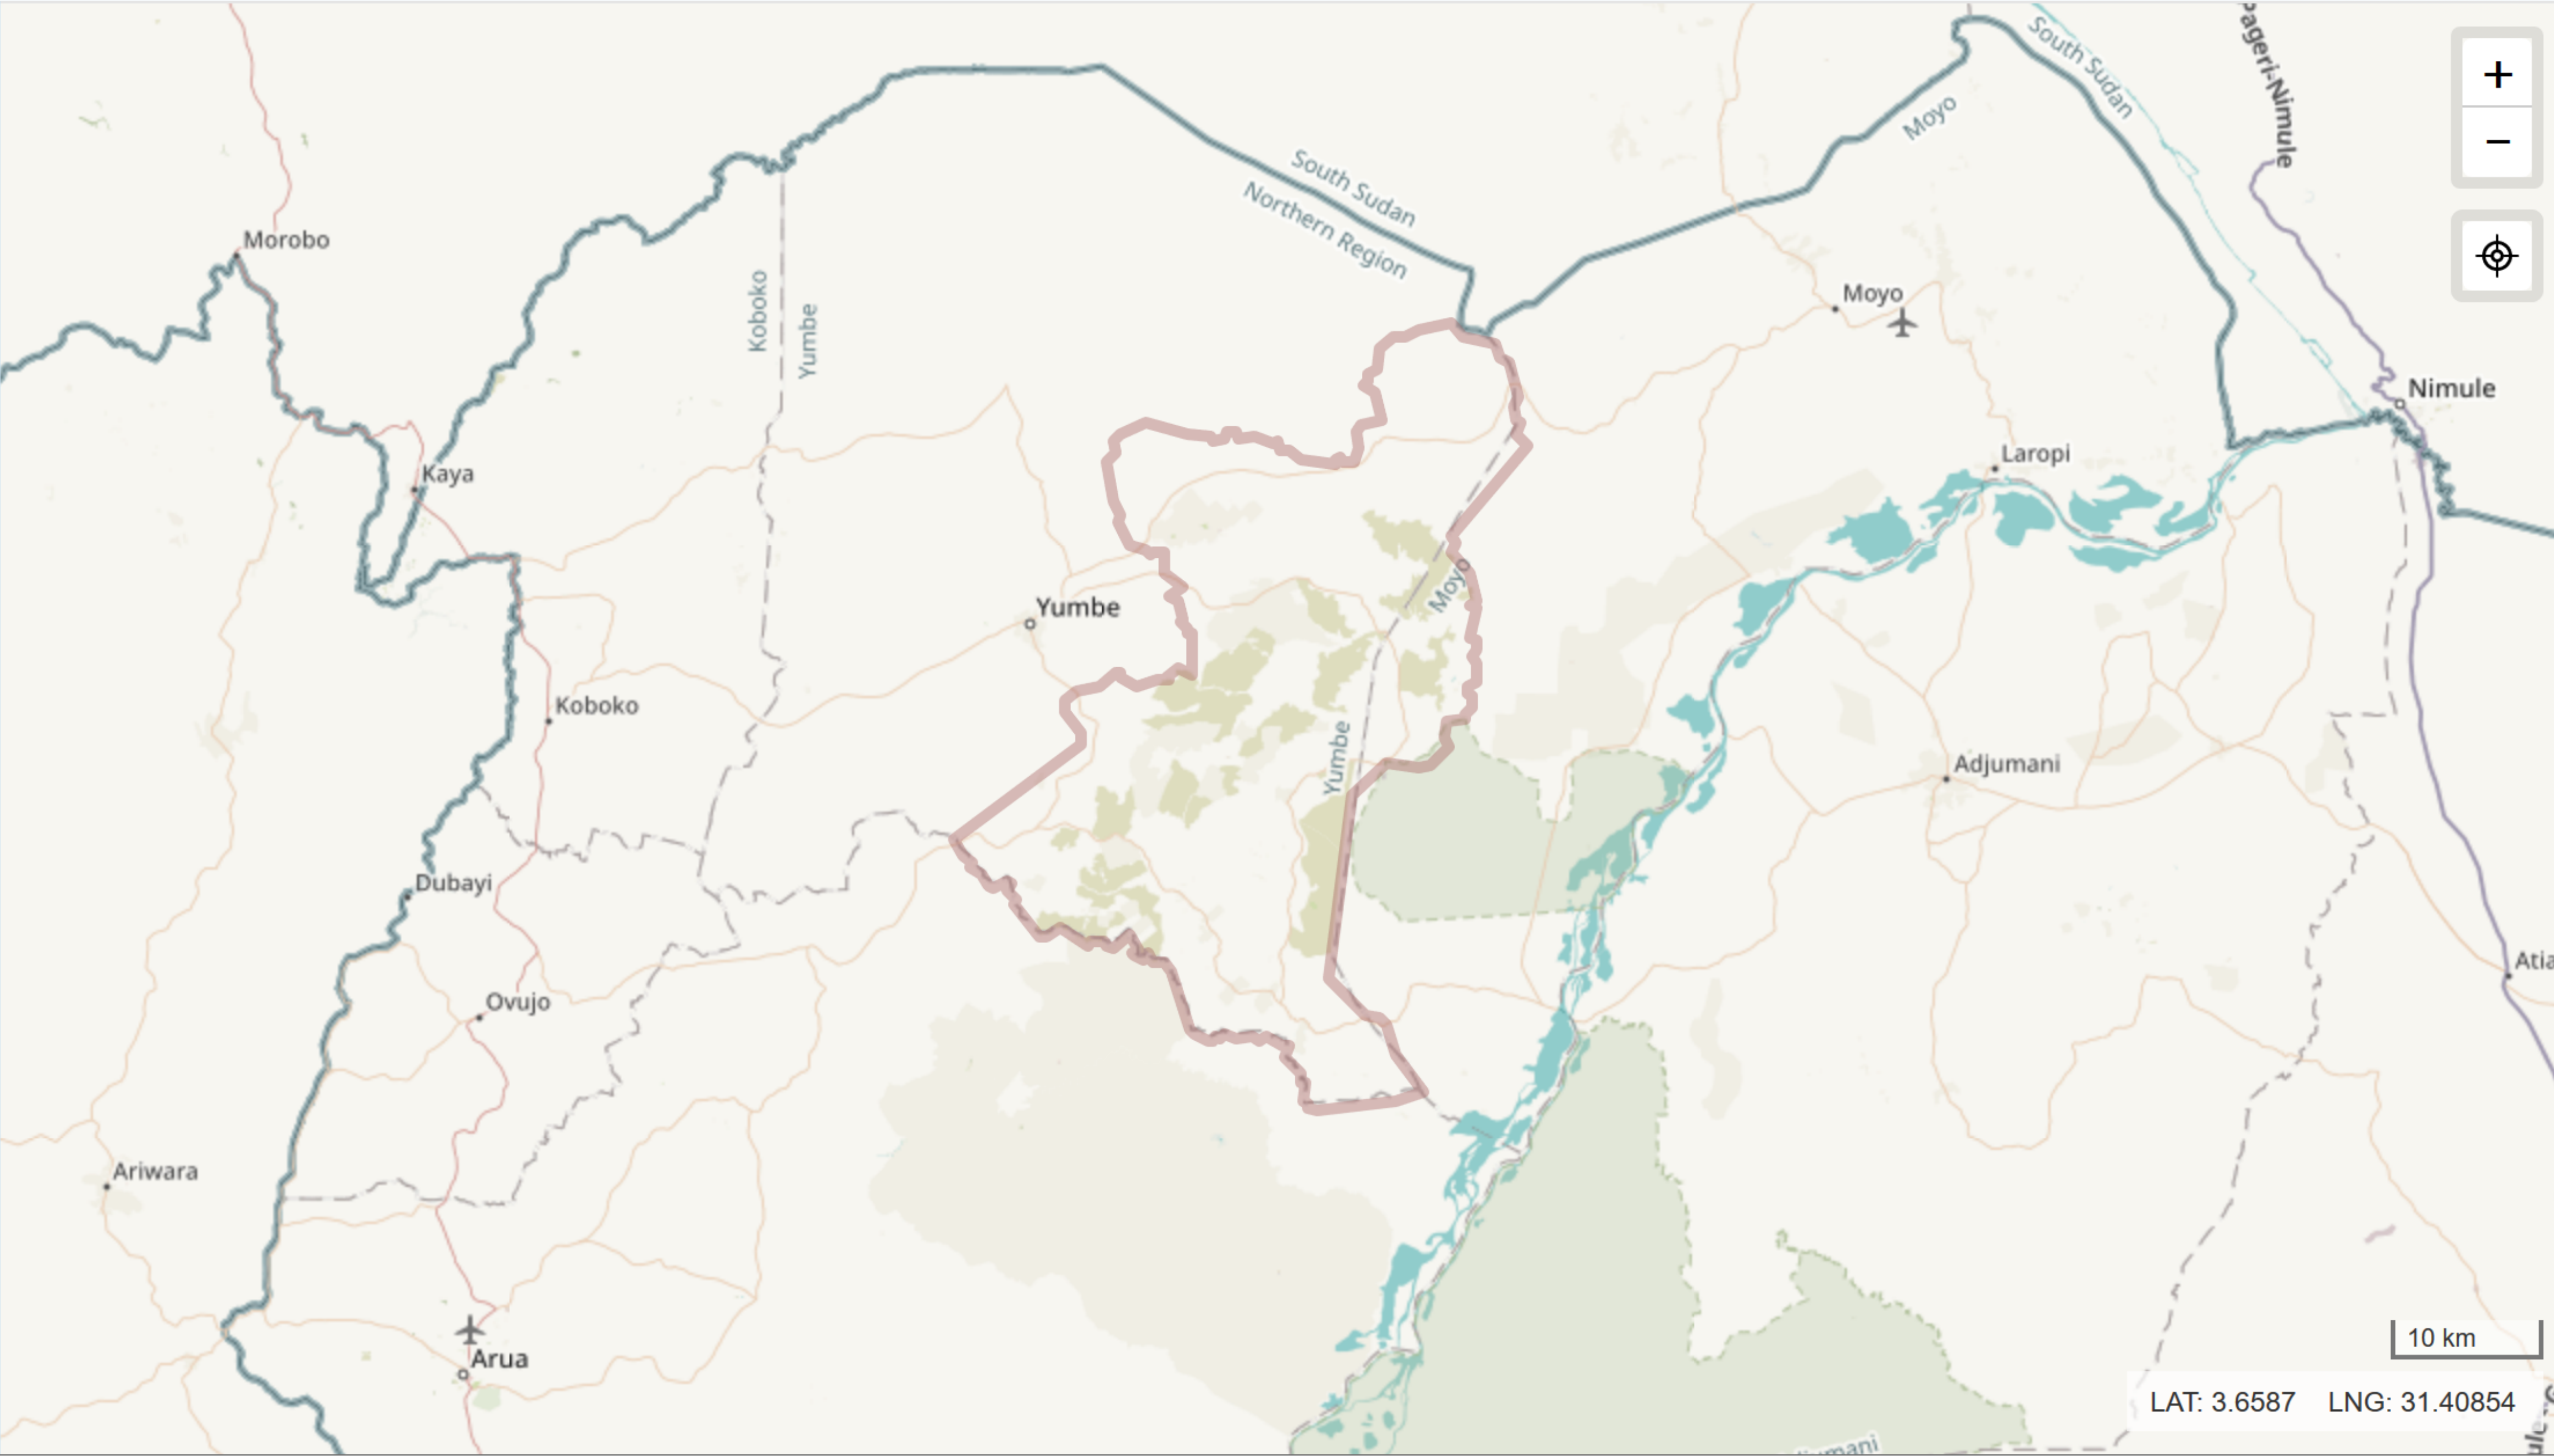 South Sudan
Pageri-Nimule
+
−
Moyo
South Sudan
Northern Region
Morobo
Koboko
Yumbe
Moyo
Nimule
Kaya
Laropi
Moyo
Yumbe
Koboko
Yumbe
Adjumani
Dubayi
Ovujo
Ariwara
Arua
10 km
LAT: 3.6587 LNG: 31.40854